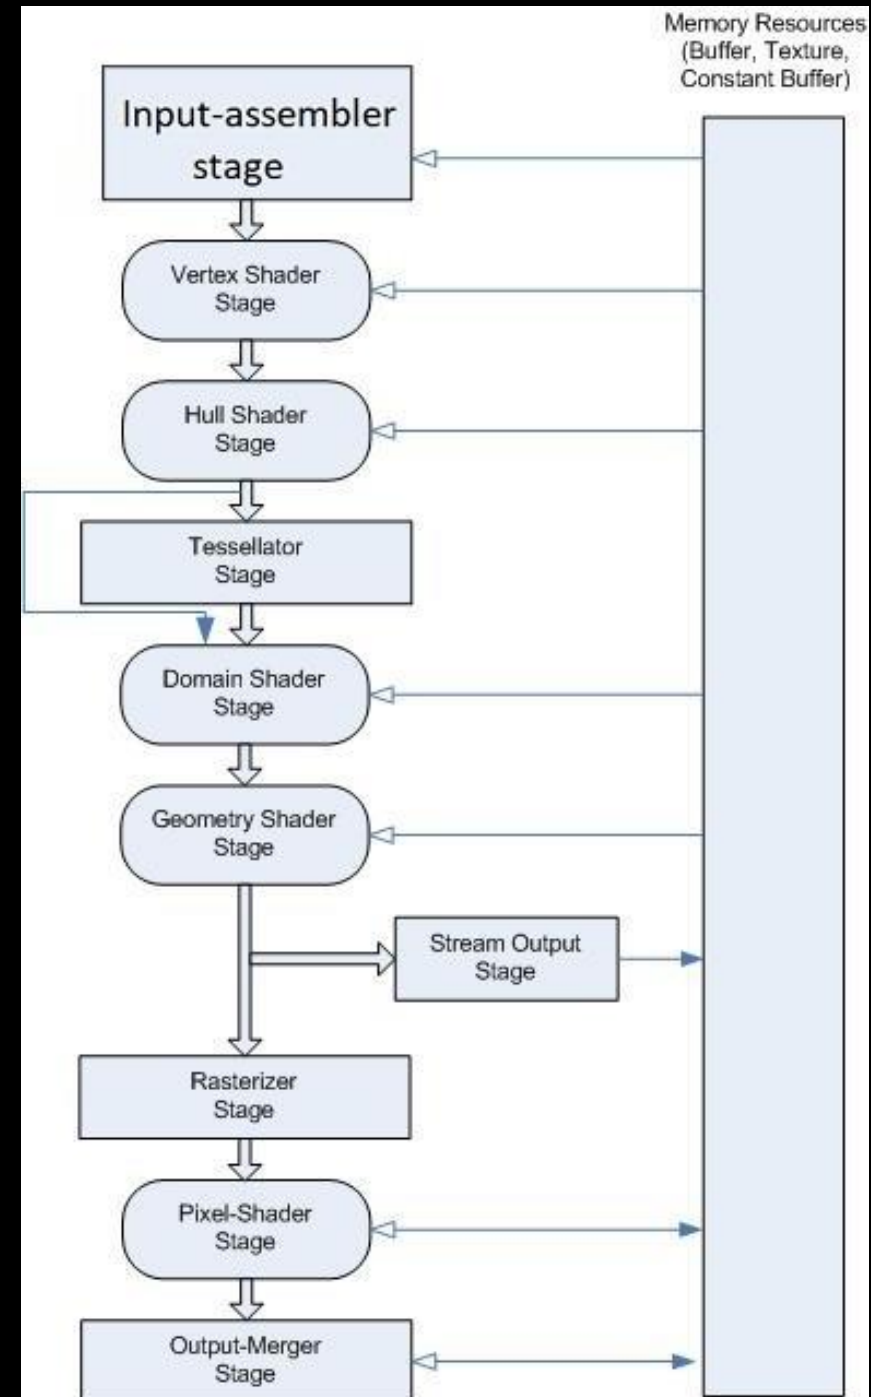 Memory Resources
(Buffer, Texture,
Constant Buffer)
Input-assembler
stage
Vertex Shader
Stage
Hull Shader
Stage
Tessellator
Stage
Domain Shader
Stage
Geometry Shader
Stage
Stream Output
Stage
Rasterizer
Stage
Pixel-Shader
Stage
Output-Merger
Stage